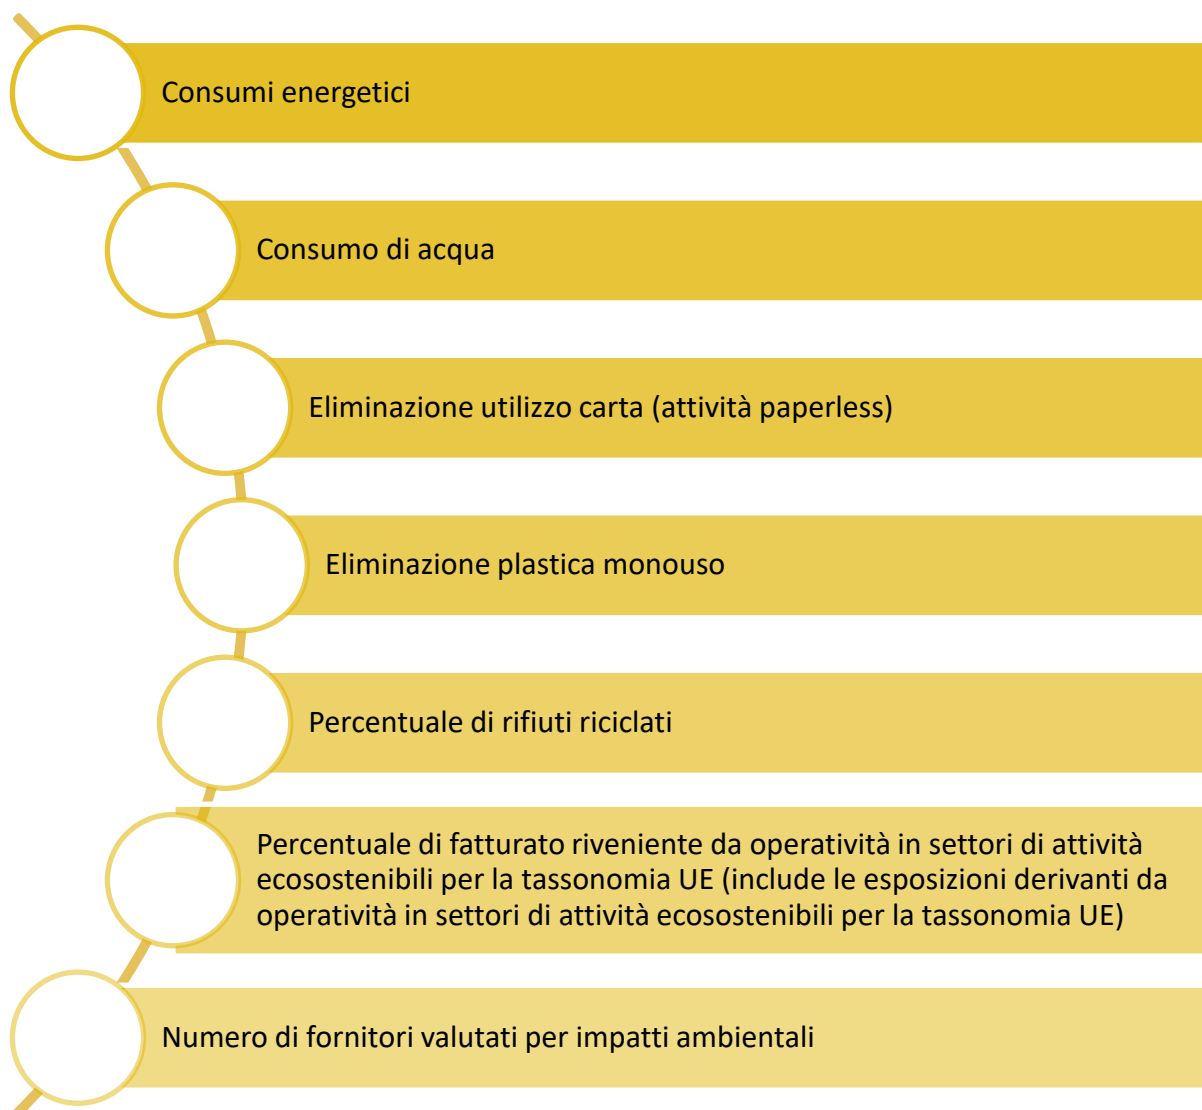 Consumi energetici
Consumo di acqua
Eliminazione utilizzo carta (attività paperless)
Eliminazione plastica monouso
Percentuale di rifiuti riciclati
Percentuale di fatturato riveniente da operatività in settori di attività
ecosostenibili per la tassonomia UE (include le esposizioni derivanti da
operatività in settori di attività ecosostenibili per la tassonomia UE)
Numero di fornitori valutati per impatti ambientali